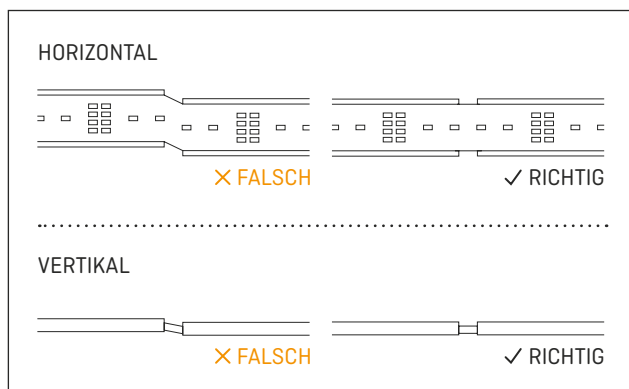 HORIZONTAL
FALSCH
RICHTIG
VERTIKAL
FALSCH
RICHTIG